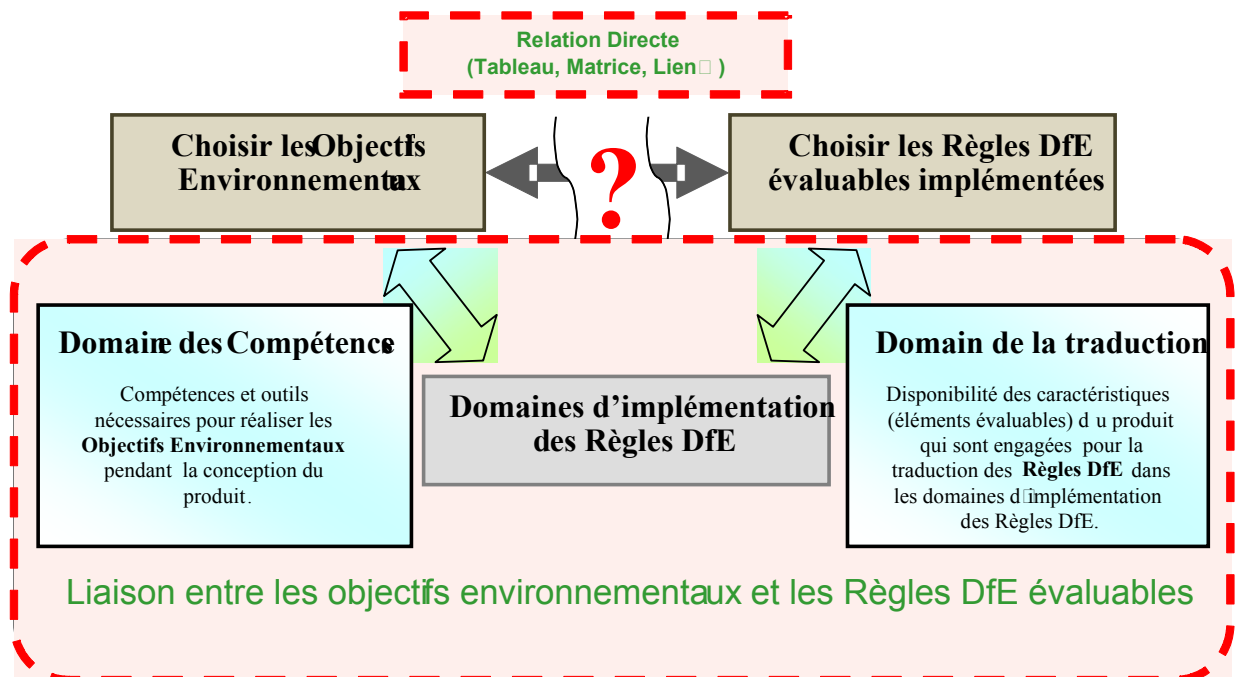 Relation Directe
(Tableau, Matrice, Lien□ )
Choisir les Objectifs
Environnementaux
?
Choisir les Règles DfE
évaluables implémentées
Domaine des Compétences
Compétences et outils
nécessaires pour réaliser les
Objectifs Environnementaux
pendant la conception du
produit.
Domaines d’implémentation
des Règles DfE
Domain de la traduction
Disponibilité des caractéristiques
(éléments évaluables) d u produit
qui sont engagées pour la
traduction des Règles DfE dans
les domaines d□implémentation
des Règles DfE.
Liaison entre les objectifs environnementaux et les Règles DfE évaluables